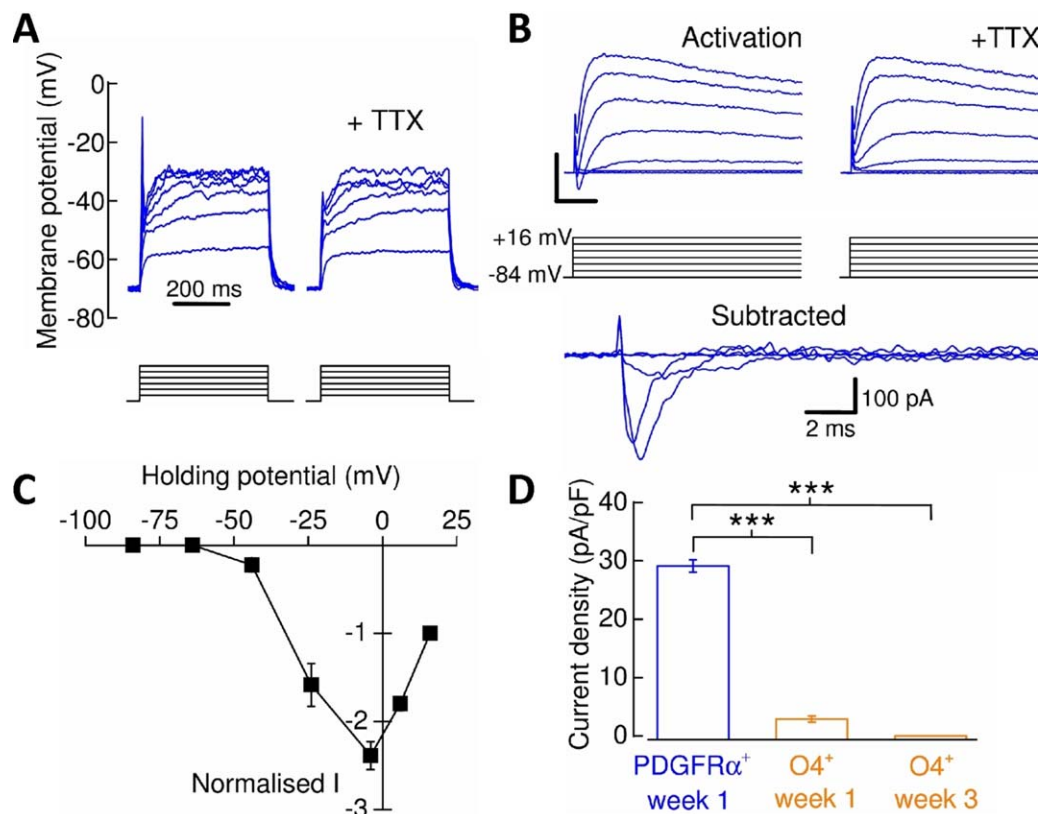 A
Membrane potential (mV)
0
-20
-40
-60
-80
+ TTX
200 ms
B
Activation
+TTX
+16 mV
-84 mV
Subtracted
100 pA
2 ms
C
Holding potential (mV)
-100 -75 -50 -25 0 25
-1
-2
-3
Normalised I
D
Current density (pA/pF)
40
30
20
10
0
***
***
PDGFRα⁺ O4⁺ O4⁺
week 1 week 1 week 3